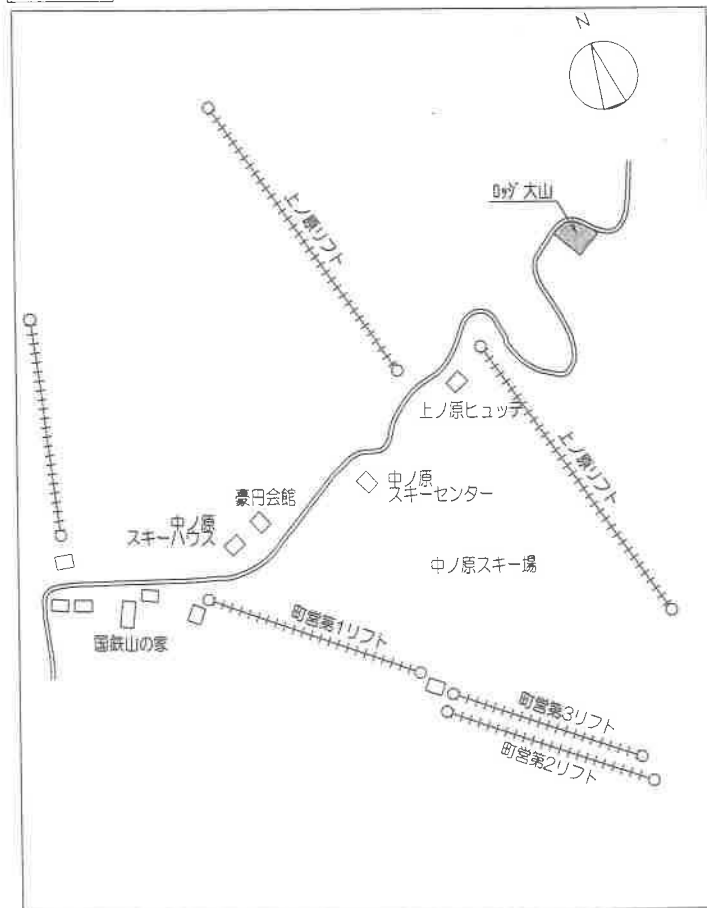 N
ロッヂ 大山
上ノ原リフト
上ノ原ヒュッテ
上ノ原リフト
中ノ原
スキーセンター
豪円会館
中ノ原
スキーハウス
中ノ原スキー場
国鉄山の家
町営第1リフト
町営第3リフト
町営第2リフト